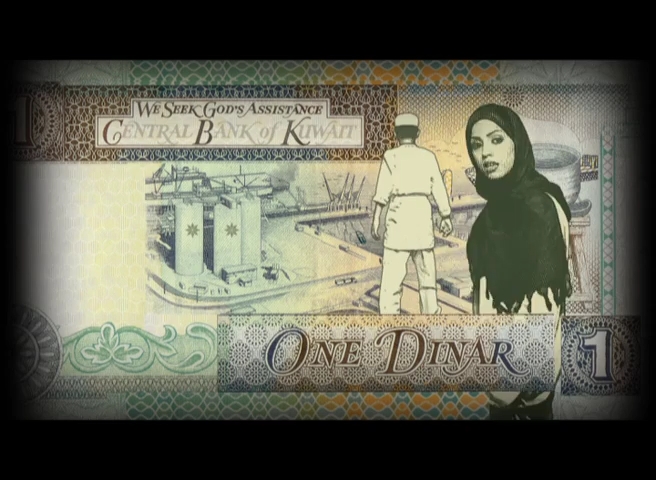 1
WE SEEK GOD'S ASSISTANCE
CENTRAL BANK of KUWAIT
ONE DINAR
1